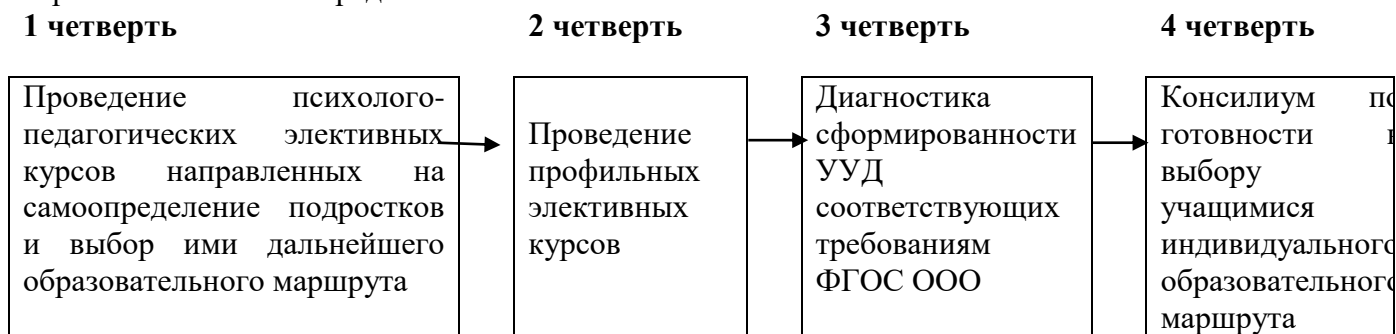 1 четверть
2 четверть
3 четверть
4 четверть
Проведение психолого-
педагогических элективных
курсов направленных на
самоопределение подростков
и выбор ими дальнейшего
образовательного маршрута
Проведение
профильных
элективных
курсов
Диагностика
сформированности
УУД
соответствующих
требованиям
ФГОС ООО
Консилиум
готовности
выбору
учащимися
индивидуального
образовательного
маршрута